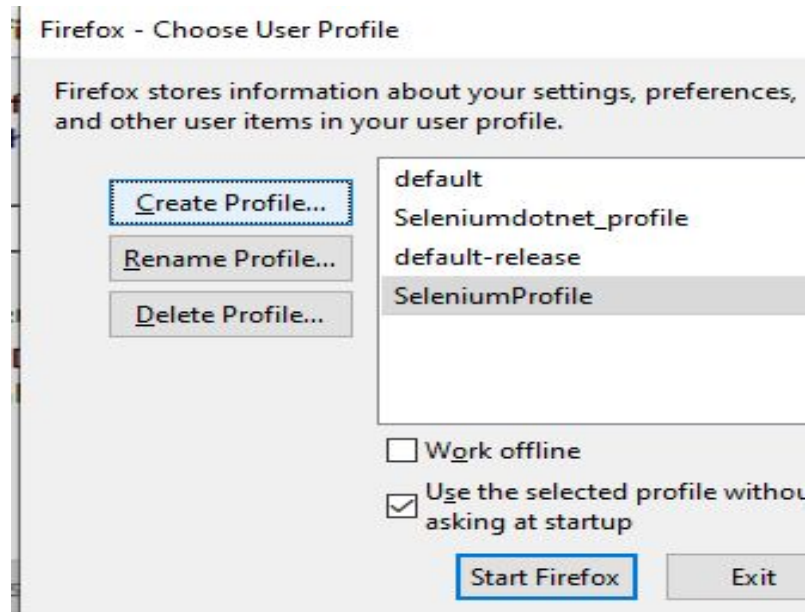 Firefox - Choose User Profile
Firefox stores information about your settings, preferences,
and other user items in your user profile.
Create Profile...
Rename Profile...
Delete Profile...
default
Seleniumdotnet_profile
default-release
SeleniumProfile
Work offline
Use the selected profile withou
asking at startup
Start Firefox
Exit